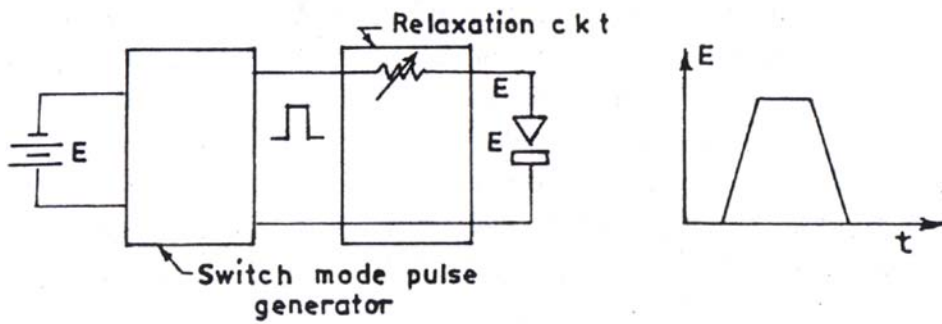 Relaxation c k t
E
E
E
E
t
Switch mode pulse
generator